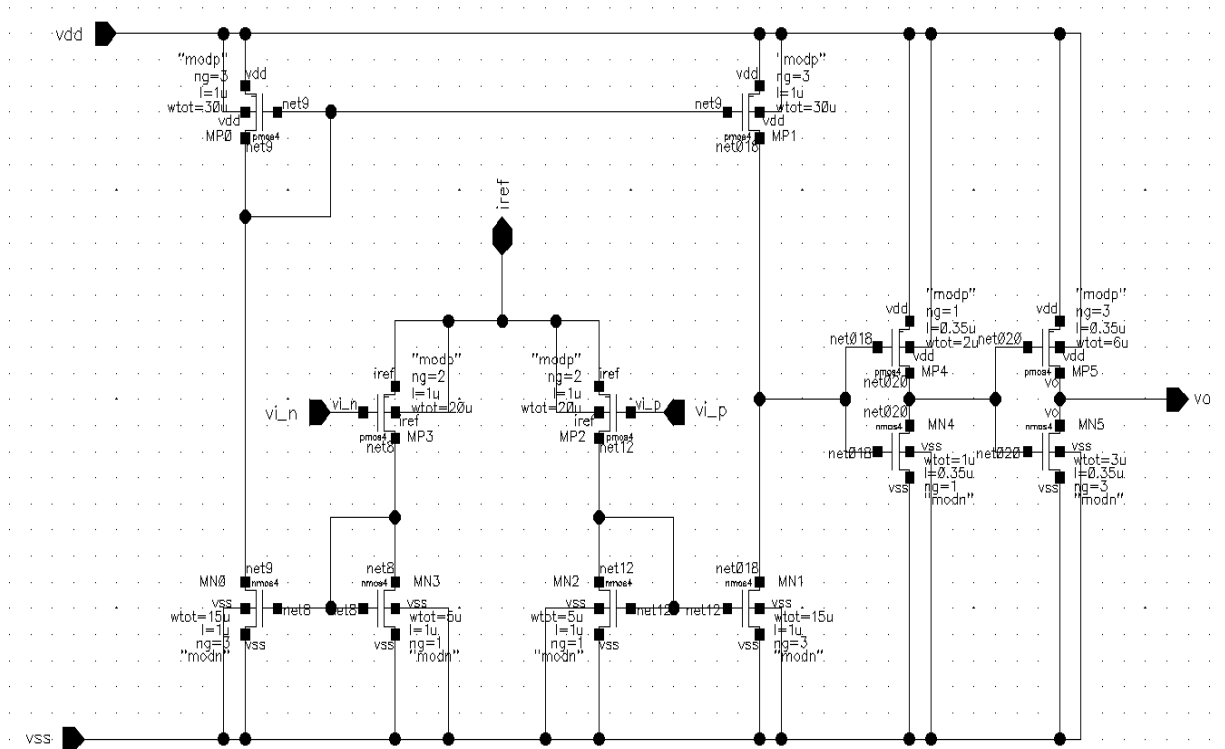 vdd
"modp"
ng=3
l=1u
wtot=30u
vdd
vdd
net9
MP0
pmos4
net9
"modp"
ng=3
l=1u
wtot=30u
vdd
vdd
net9
MP1
pmos4
net018
iref
"modp"
ng=2
l=1u
wtot=20u
iref
iref
vi_n
vi_n
MP3
pmos4
net8
"modp"
ng=2
l=1u
wtot=20u
iref
iref
vi_p
vi_p
MP2
pmos4
net12
"modp"
ng=1
l=0.35u
wtot=2u
vdd
vdd
net018
MP4
pmos4
net020
"modp"
ng=3
l=0.35u
wtot=6u
vdd
vdd
net020
MP5
pmos4
vo
vo
net020
MN4
nmos4
vss
net018
wtot=1u
l=0.35u
ng=1
"modn"
vss
vo
MN5
nmos4
vss
net020
wtot=3u
l=0.35u
ng=3
"modn"
vss
net9
MN0
nmos4
vss
net8
wtot=15u
l=1u
ng=3
"modn"
vss
net8
MN3
nmos4
vss
net8
wtot=5u
l=1u
ng=1
"modn"
vss
net12
MN2
nmos4
vss
net12
wtot=5u
l=1u
ng=1
"modn"
vss
net018
MN1
nmos4
vss
net12
wtot=15u
l=1u
ng=3
"modn"
vss
vss